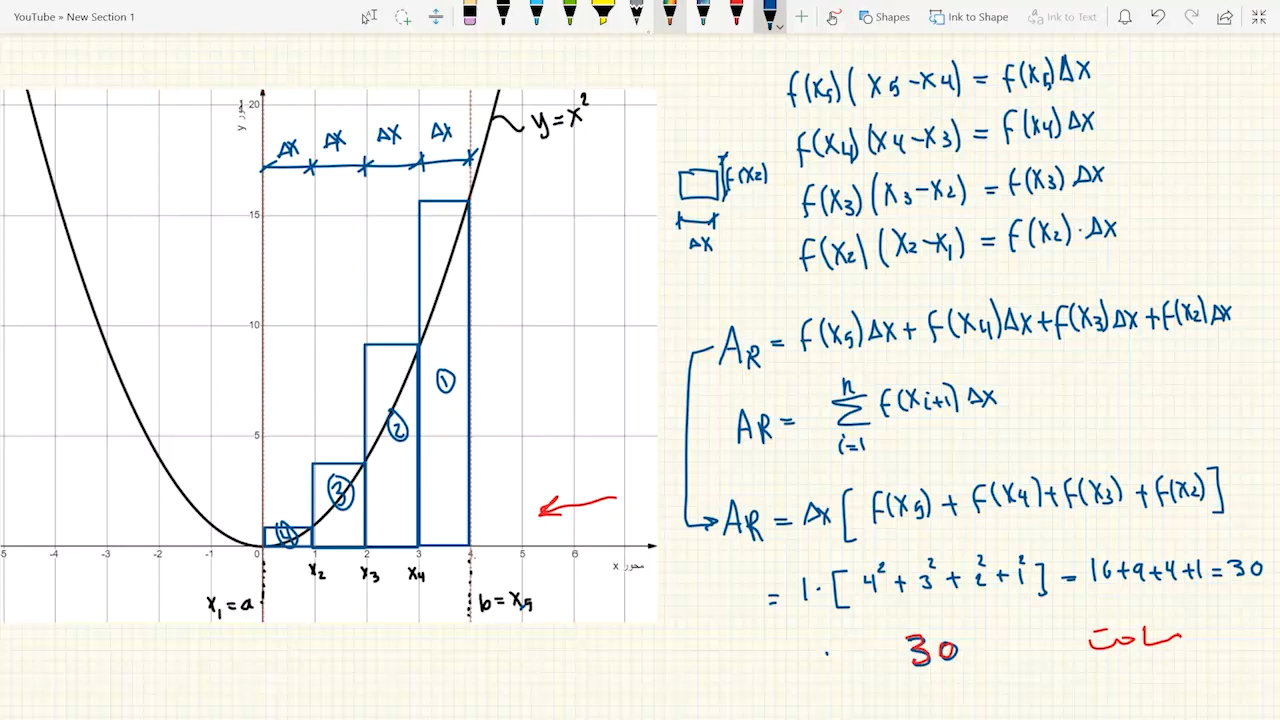 YouTube » New Section 1
Shapes
Ink to Shape
Ink to Text
محور y
20
15
10
5
-5 -4 -3 -2 -1 0 1 2 3 4 5 6
محور x
Δx Δx Δx Δx
y=x²
① ② ③ ④
x₂ x₃ x₄
x₁=a
b=x₅
f(x₂)
Δx
f(x₅)(x₅-x₄) = f(x₅)Δx
f(x₄)(x₄-x₃) = f(x₄)Δx
f(x₃)(x₃-x₂) = f(x₃)Δx
f(x₂)(x₂-x₁) = f(x₂)·Δx
A_R = f(x₅)Δx + f(x₄)Δx + f(x₃)Δx + f(x₂)Δx
A_R = n Σ i=1 f(xᵢ₊₁)Δx
A_R = Δx[f(x₅) + f(x₄) + f(x₃) + f(x₂)]
= 1·[4² + 3² + 2² + 1²] = 16+9+4+1 = 30
30 مساحت